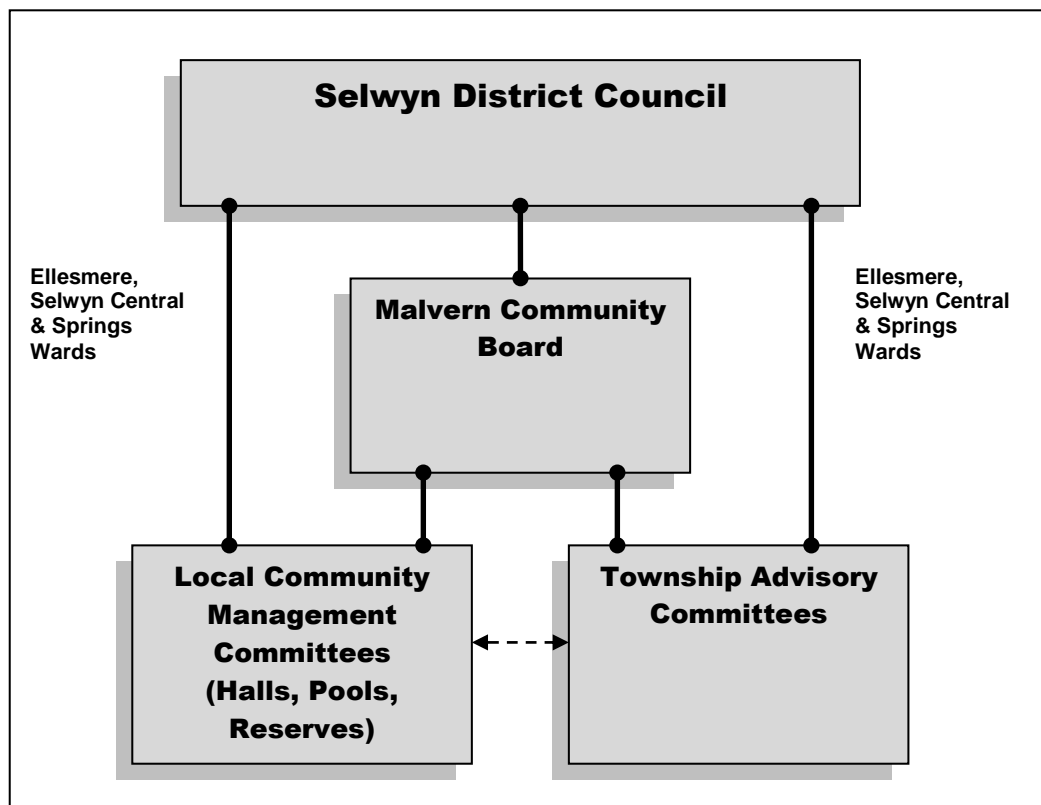 Selwyn District Council
Ellesmere,
Selwyn Central
& Springs
Wards
Malvern Community
Board
Ellesmere,
Selwyn Central
& Springs
Wards
Local Community
Management
Committees
(Halls, Pools,
Reserves)
Township Advisory
Committees